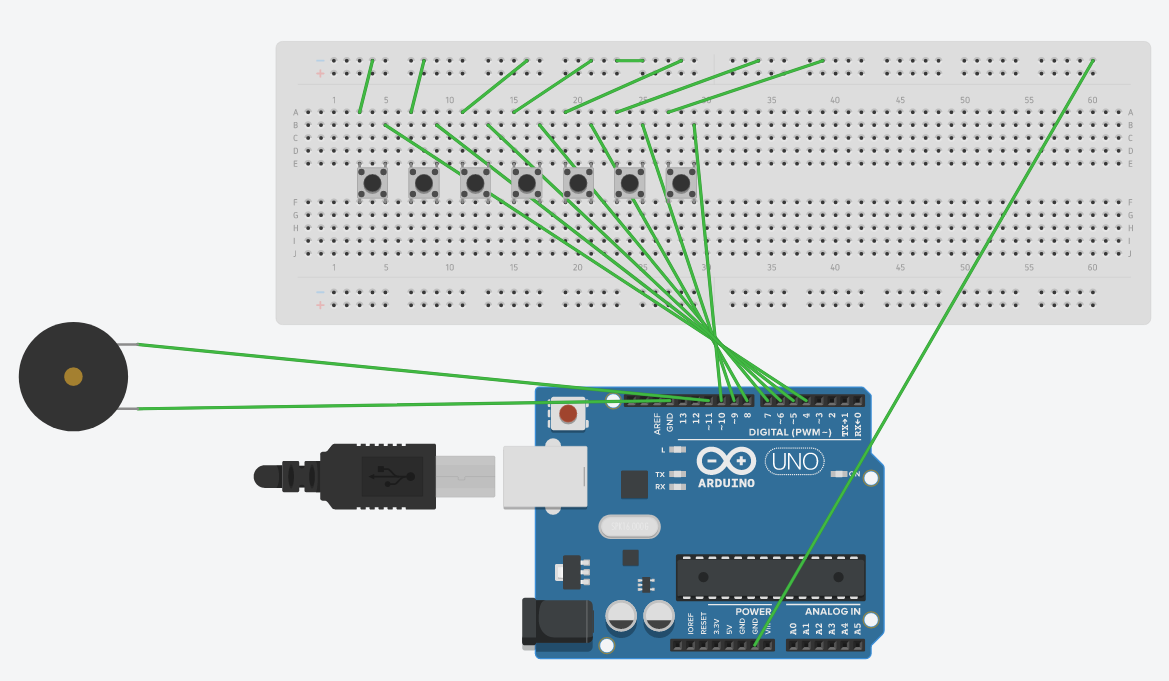 − −
+ +
1 5 10 15 20 25 30 35 40 45 50 55 60
A A
B B
C C
D D
E E
F F
G G
H H
I I
J J
1 5 10 15 20 25 30 35 40 45 50 55 60
− −
+ +
AREF GND 13 12 ~11 ~10 ~9 8 7 ~6 ~5 4 ~3 2 TX→1 RX←0
DIGITAL (PWM~)
L
TX
RX
UNO
ON
ARDUINO
POWER ANALOG IN
IOREF RESET 3.3V 5V GND GND A0 A1 A2 A3 A4 A5